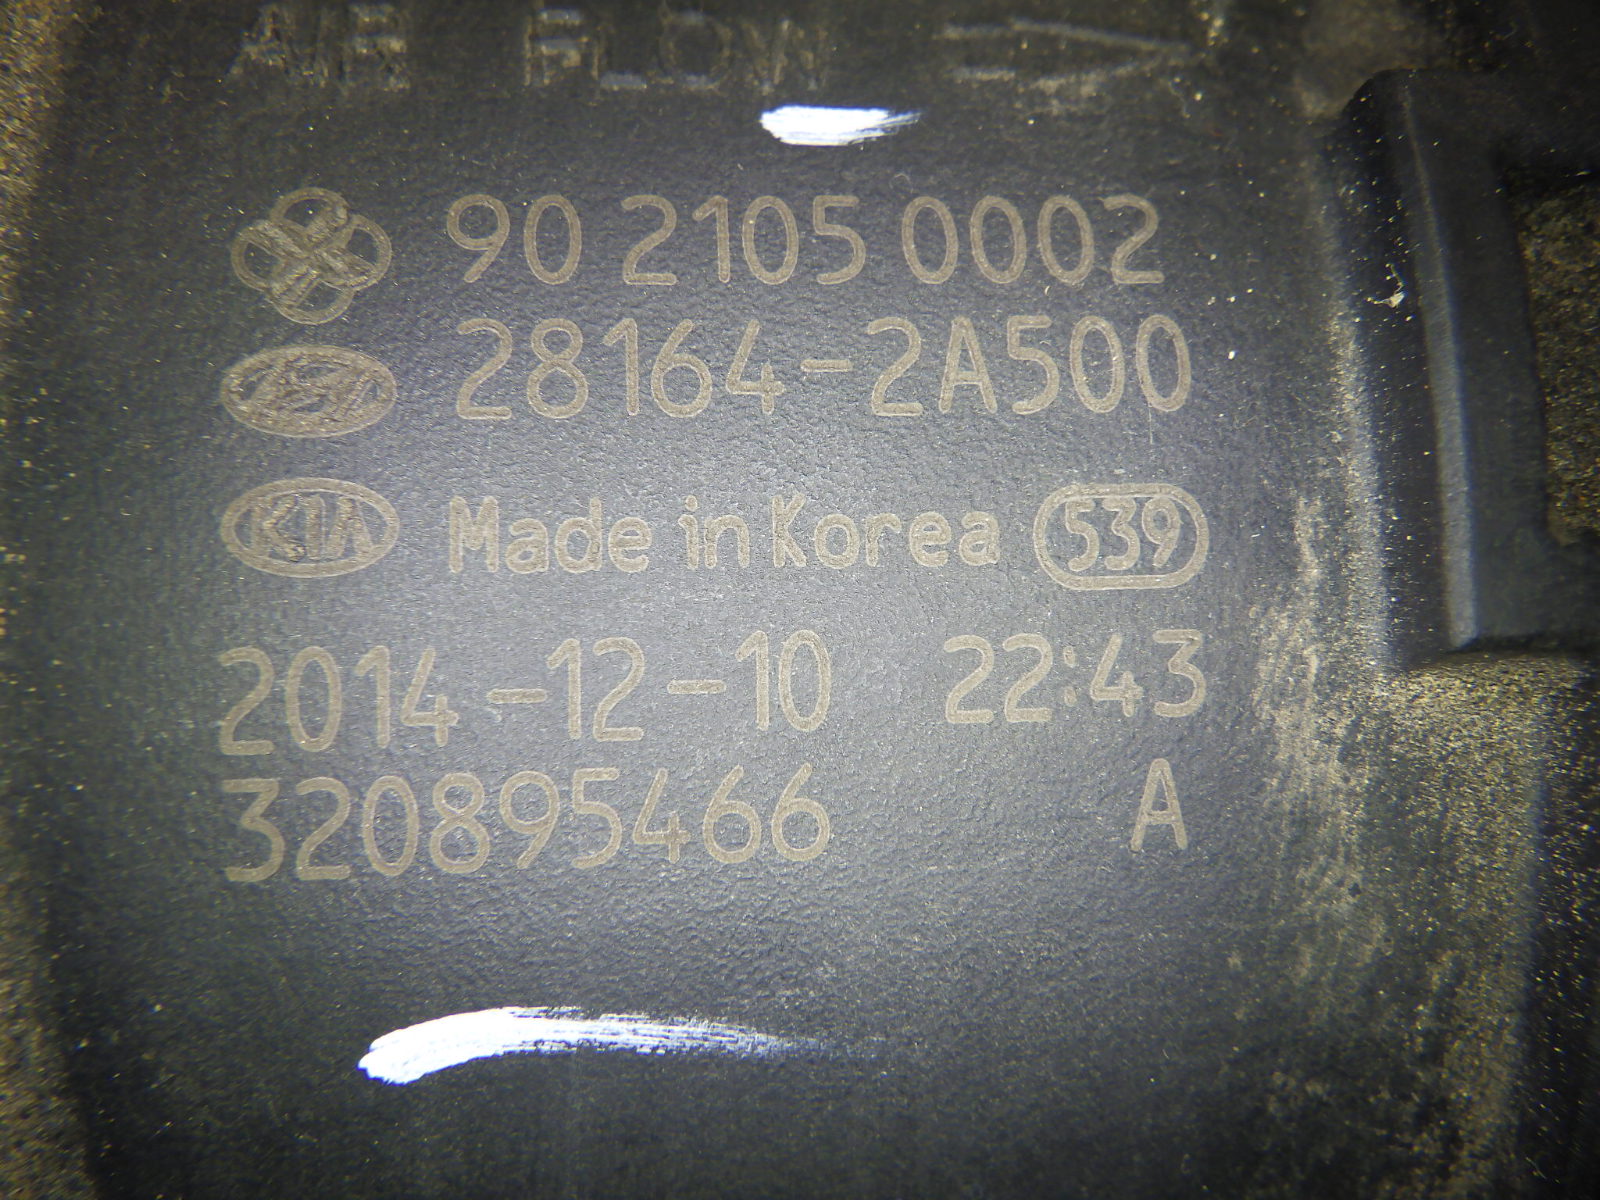 AIR FLOW
90 2105 0002
28164-2A500
KIA Made in Korea 539
2014-12-10 22:43
320895466 A